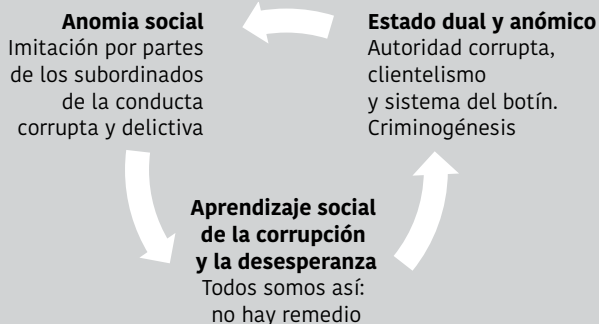 Anomia social
Imitación por partes
de los subordinados
de la conducta
corrupta y delictiva
Estado dual y anómico
Autoridad corrupta,
clientelismo
y sistema del botín.
Criminogénesis
Aprendizaje social
de la corrupción
y la desesperanza
Todos somos así:
no hay remedio